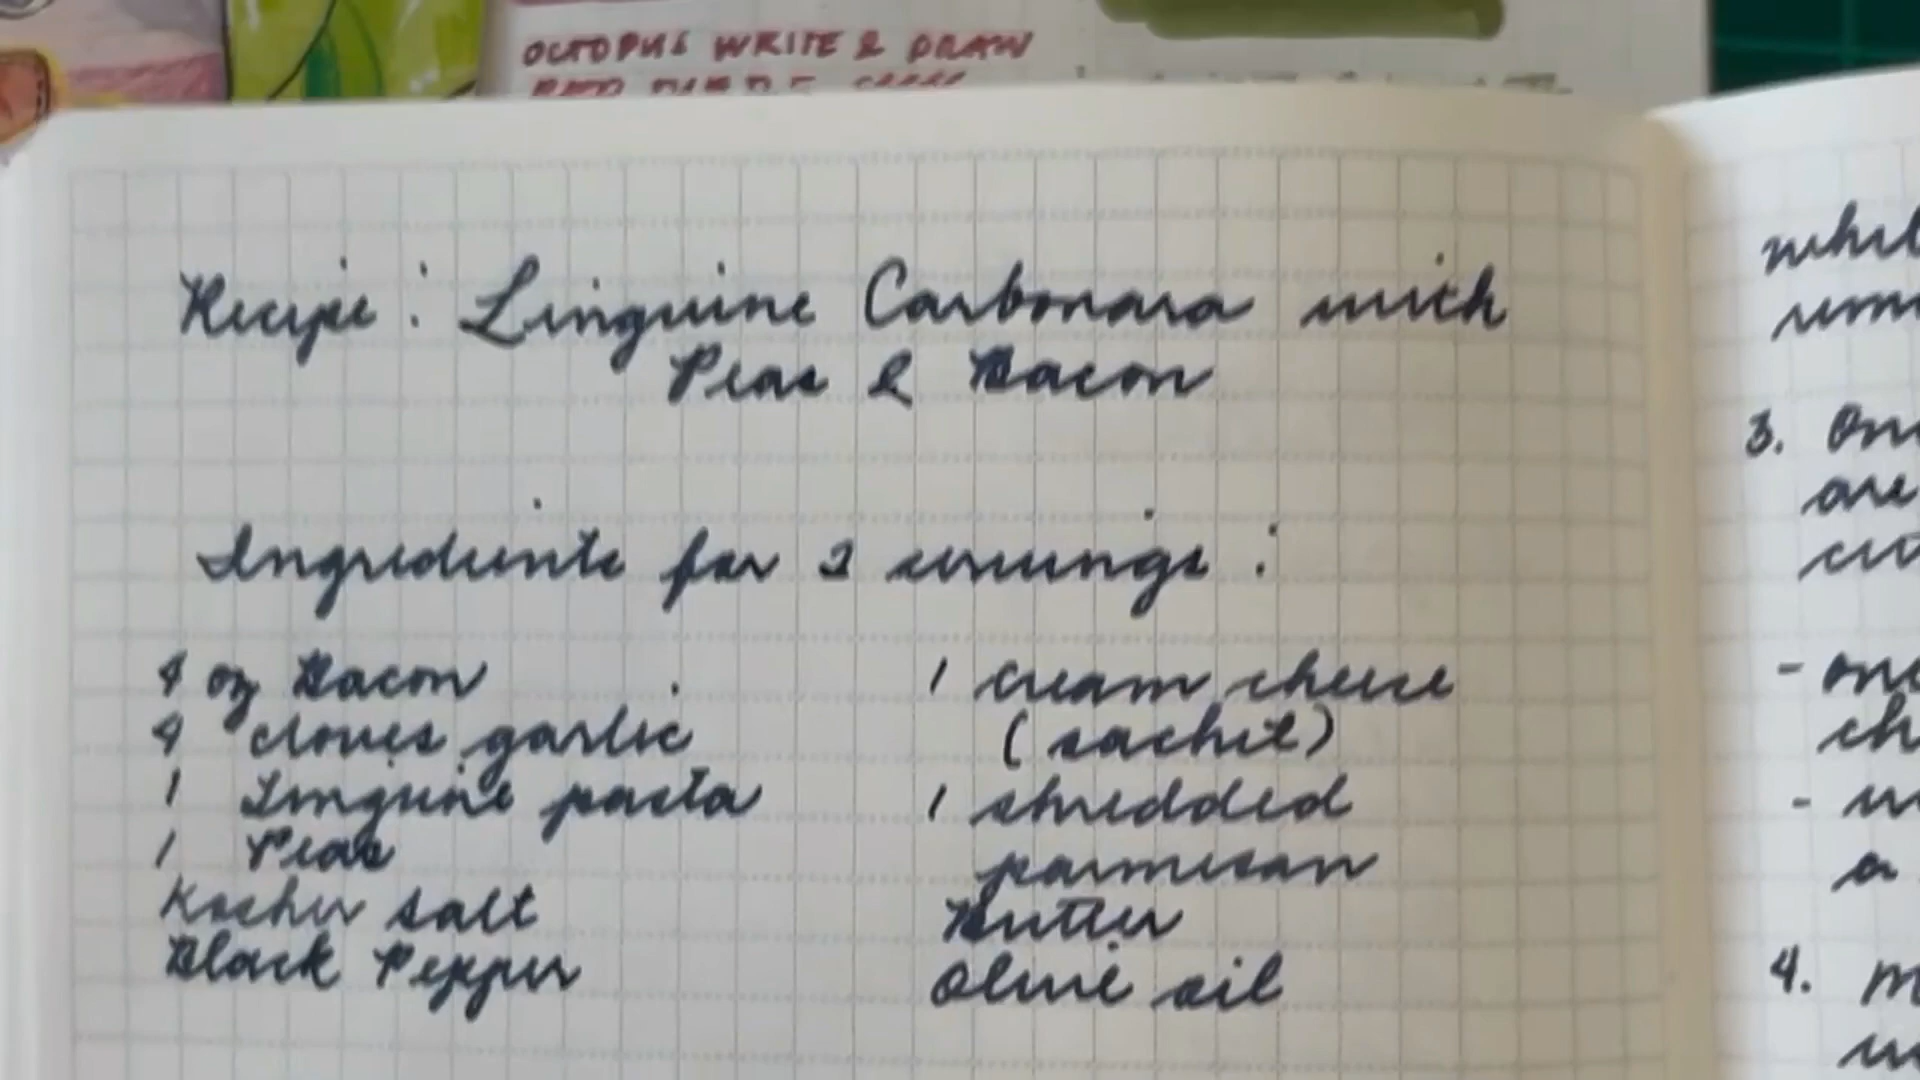 OCTOPUS WRITE & DRAW
Recipe: Linguine Carbonara with
Peas & Bacon
Ingredients for 2 servings:
4 oz Bacon
4 cloves garlic
1 Linguine pasta
1 Peas
Kosher salt
Black Pepper
1 cream cheese
(sachet)
1 shredded
parmesan
Butter
Olive oil
3.
are
4.